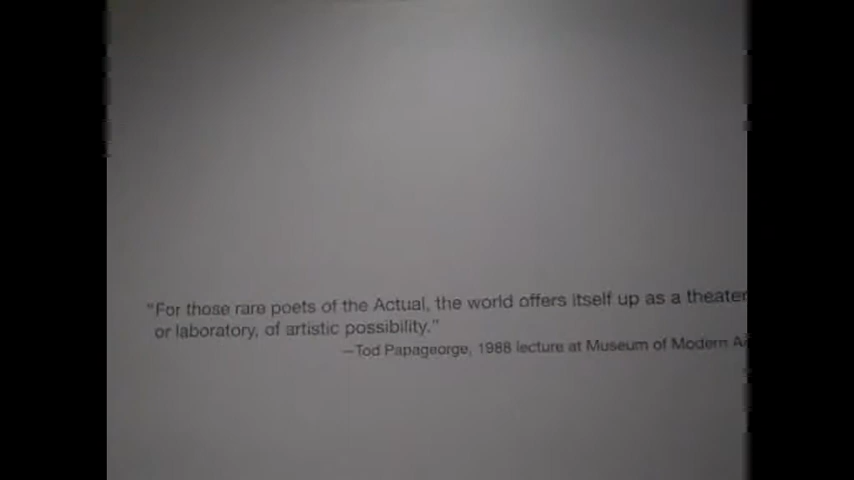 "For those rare poets of the Actual, the world offers itself up as a theater
or laboratory, of artistic possibility."
—Tod Papageorge, 1988 lecture at Museum of Modern